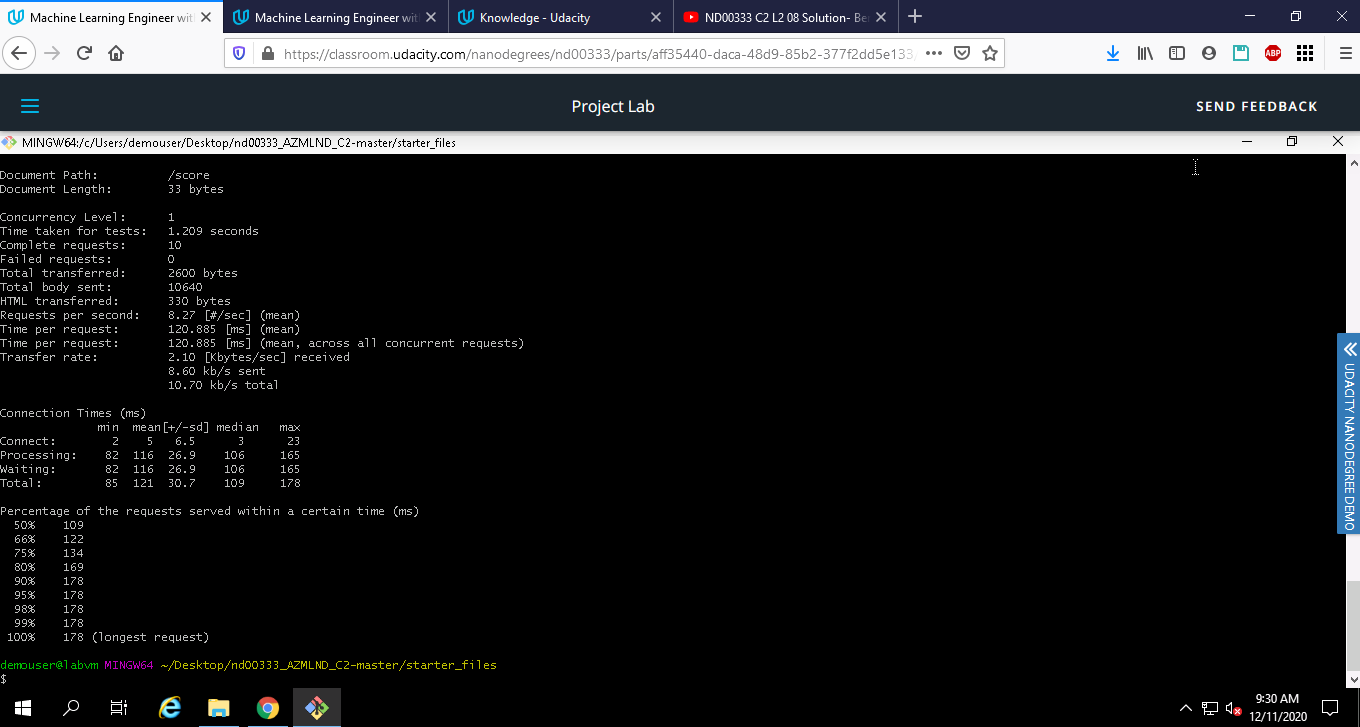 Machine Learning Engineer wit
Machine Learning Engineer wit
Knowledge - Udacity
ND00333 C2 L2 08 Solution- Be
https://classroom.udacity.com/nanodegrees/nd00333/parts/aff35440-daca-48d9-85b2-377f2dd5e133/
ABP
Project Lab
SEND FEEDBACK
MINGW64:/c/Users/demouser/Desktop/nd00333_AZMLND_C2-master/starter_files
Document Path: /score
Document Length: 33 bytes
Concurrency Level: 1
Time taken for tests: 1.209 seconds
Complete requests: 10
Failed requests: 0
Total transferred: 2600 bytes
Total body sent: 10640
HTML transferred: 330 bytes
Requests per second: 8.27 [#/sec] (mean)
Time per request: 120.885 [ms] (mean)
Time per request: 120.885 [ms] (mean, across all concurrent requests)
Transfer rate: 2.10 [Kbytes/sec] received
8.60 kb/s sent
10.70 kb/s total
Connection Times (ms)
min mean[+/-sd] median max
Connect: 2 5 6.5 3 23
Processing: 82 116 26.9 106 165
Waiting: 82 116 26.9 106 165
Total: 85 121 30.7 109 178
Percentage of the requests served within a certain time (ms)
50% 109
66% 122
75% 134
80% 169
90% 178
95% 178
98% 178
99% 178
100% 178 (longest request)
demouser@labvm MINGW64 ~/Desktop/nd00333_AZMLND_C2-master/starter_files
$
UDACITY NANODEGREE DEMO
9:30 AM
12/11/2020